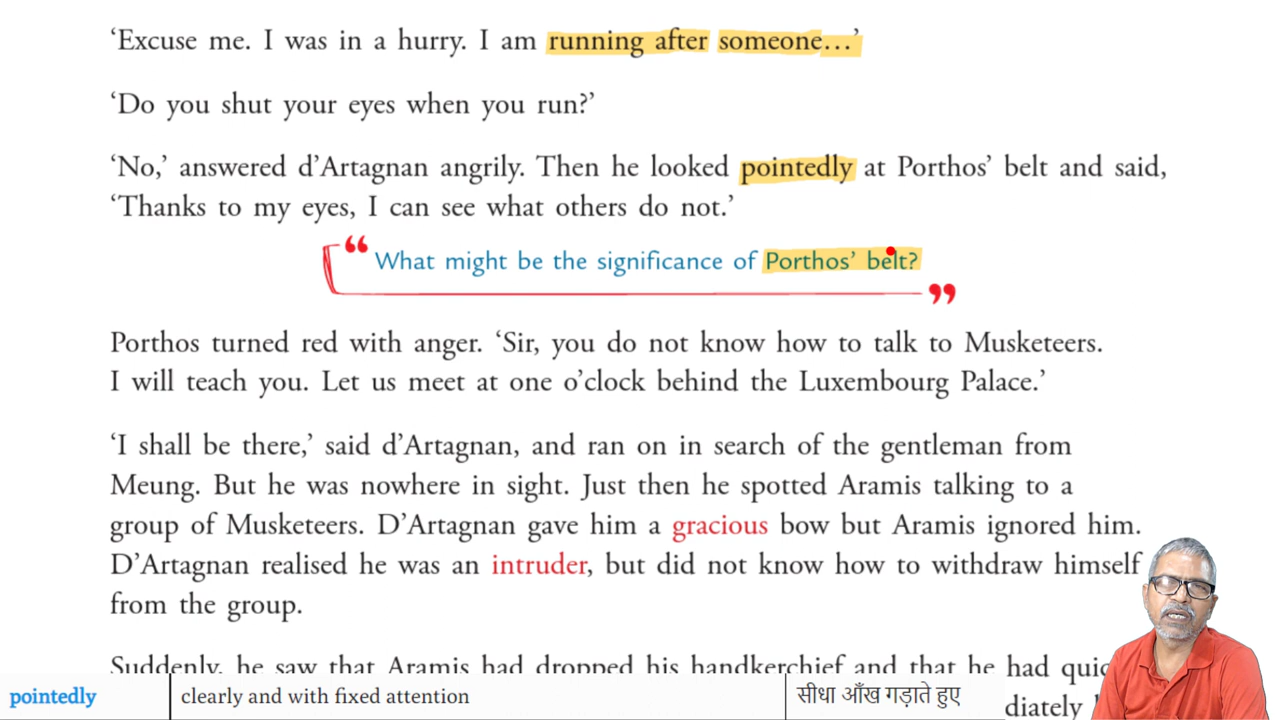 ‘Excuse me. I was in a hurry. I am running after someone...’
‘Do you shut your eyes when you run?’
‘No,’ answered d’Artagnan angrily. Then he looked pointedly at Porthos’ belt and said,
‘Thanks to my eyes, I can see what others do not.’
“What might be the significance of Porthos’ belt?”
Porthos turned red with anger. ‘Sir, you do not know how to talk to Musketeers.
I will teach you. Let us meet at one o’clock behind the Luxembourg Palace.’
‘I shall be there,’ said d’Artagnan, and ran on in search of the gentleman from
Meung. But he was nowhere in sight. Just then he spotted Aramis talking to a
group of Musketeers. D’Artagnan gave him a gracious bow but Aramis ignored him.
D’Artagnan realised he was an intruder, but did not know how to withdraw himself
from the group.
Suddenly, he saw that Aramis had dropped his handkerchief and that he had
pointedly clearly and with fixed attention सीधा आँख गड़ाते हुए